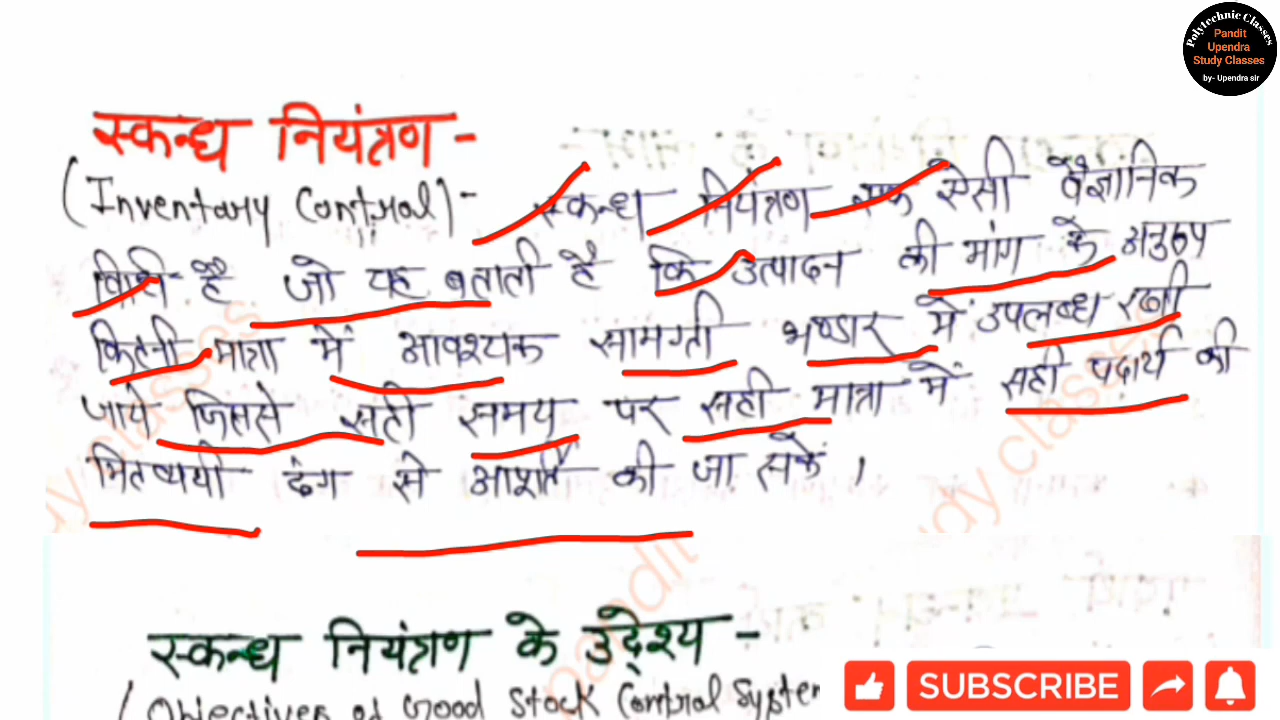 Polytechnic Classes
Pandit
Upendra
Study Classes
by- Upendra sir
स्कन्ध नियंत्रण -
(Inventory Control)- स्कन्ध नियंत्रण एक ऐसी वैज्ञानिक
विधि है जो यह बताती है कि उत्पादन की मांग के अनुरूप
कितनी मात्रा में आवश्यक सामग्री भण्डार में उपलब्ध रखी
जाये जिससे सही समय पर सही मात्रा में सही पदार्थ की
मितव्ययी ढंग से आपूर्ति की जा सकें ।
स्कन्ध नियंत्रण के उद्देश्य -
(Objectives of Good Stock Control System
SUBSCRIBE